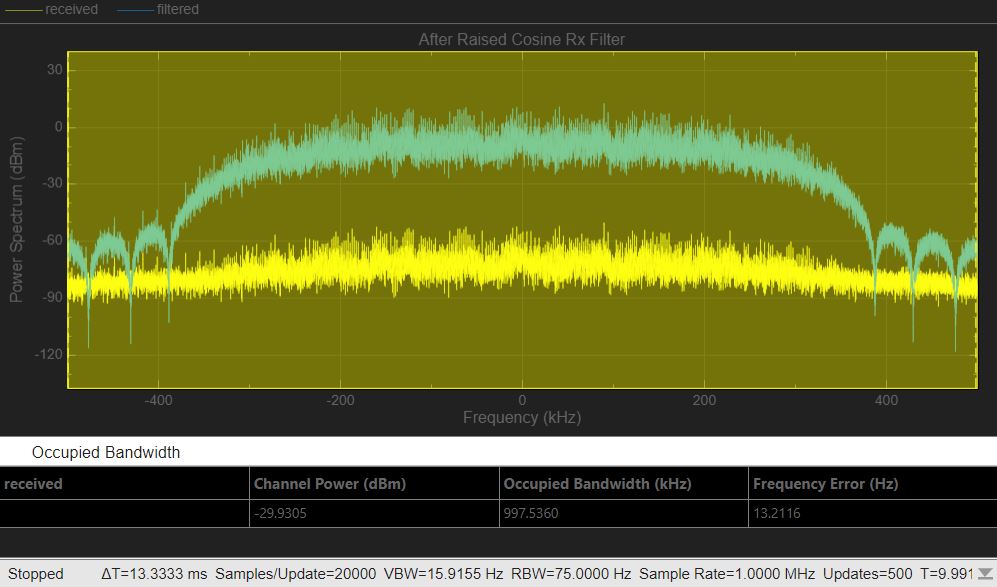 received filtered
After Raised Cosine Rx Filter
30
0
-30
-60
-90
-120
Power Spectrum (dBm)
-400 -200 0 200 400
Frequency (kHz)
Occupied Bandwidth
received Channel Power (dBm) Occupied Bandwidth (kHz) Frequency Error (Hz)
-29.9305 997.5360 13.2116
Stopped ΔT=13.3333 ms Samples/Update=20000 VBW=15.9155 Hz RBW=75.0000 Hz Sample Rate=1.0000 MHz Updates=500 T=9.991